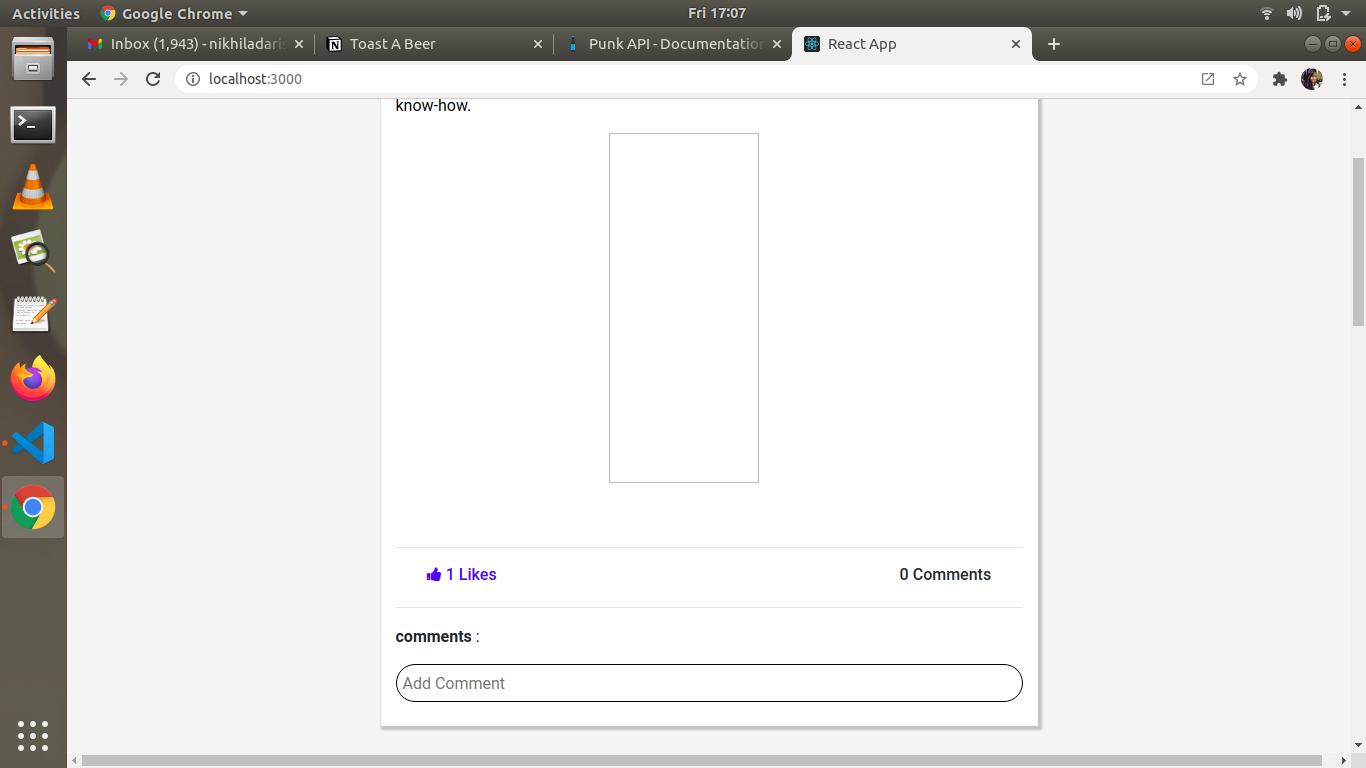 Activities
Google Chrome
Fri 17:07
Inbox (1,943) - nikhiladaris
Toast A Beer
Punk API - Documentation
React App
localhost:3000
know-how.
1 Likes
0 Comments
comments :
Add Comment